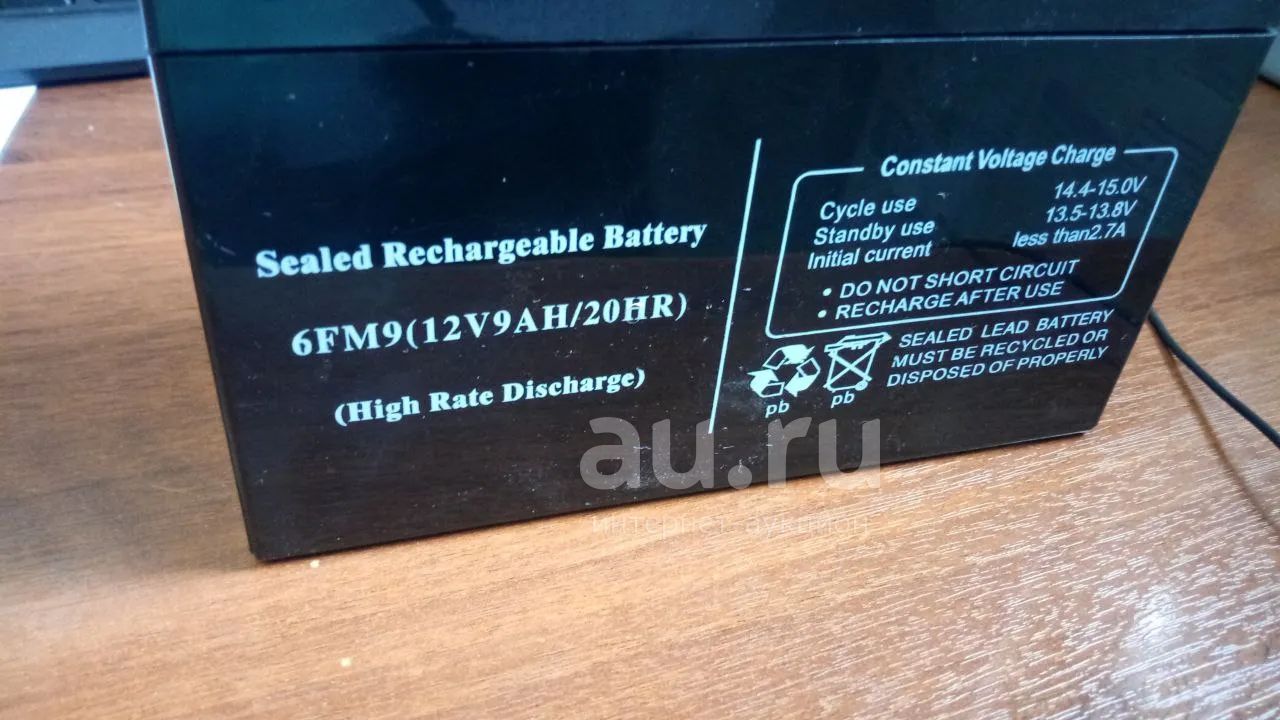 Sealed Rechargeable Battery
6FM9(12V9AH/20HR)
(High Rate Discharge)
Constant Voltage Charge
Cycle use 14.4-15.0V
Standby use 13.5-13.8V
Initial current less than2.7A
• DO NOT SHORT CIRCUIT
• RECHARGE AFTER USE
pb pb
SEALED LEAD BATTERY
MUST BE RECYCLED OR
DISPOSED OF PROPERLY
au.ru
интернет-аукцион